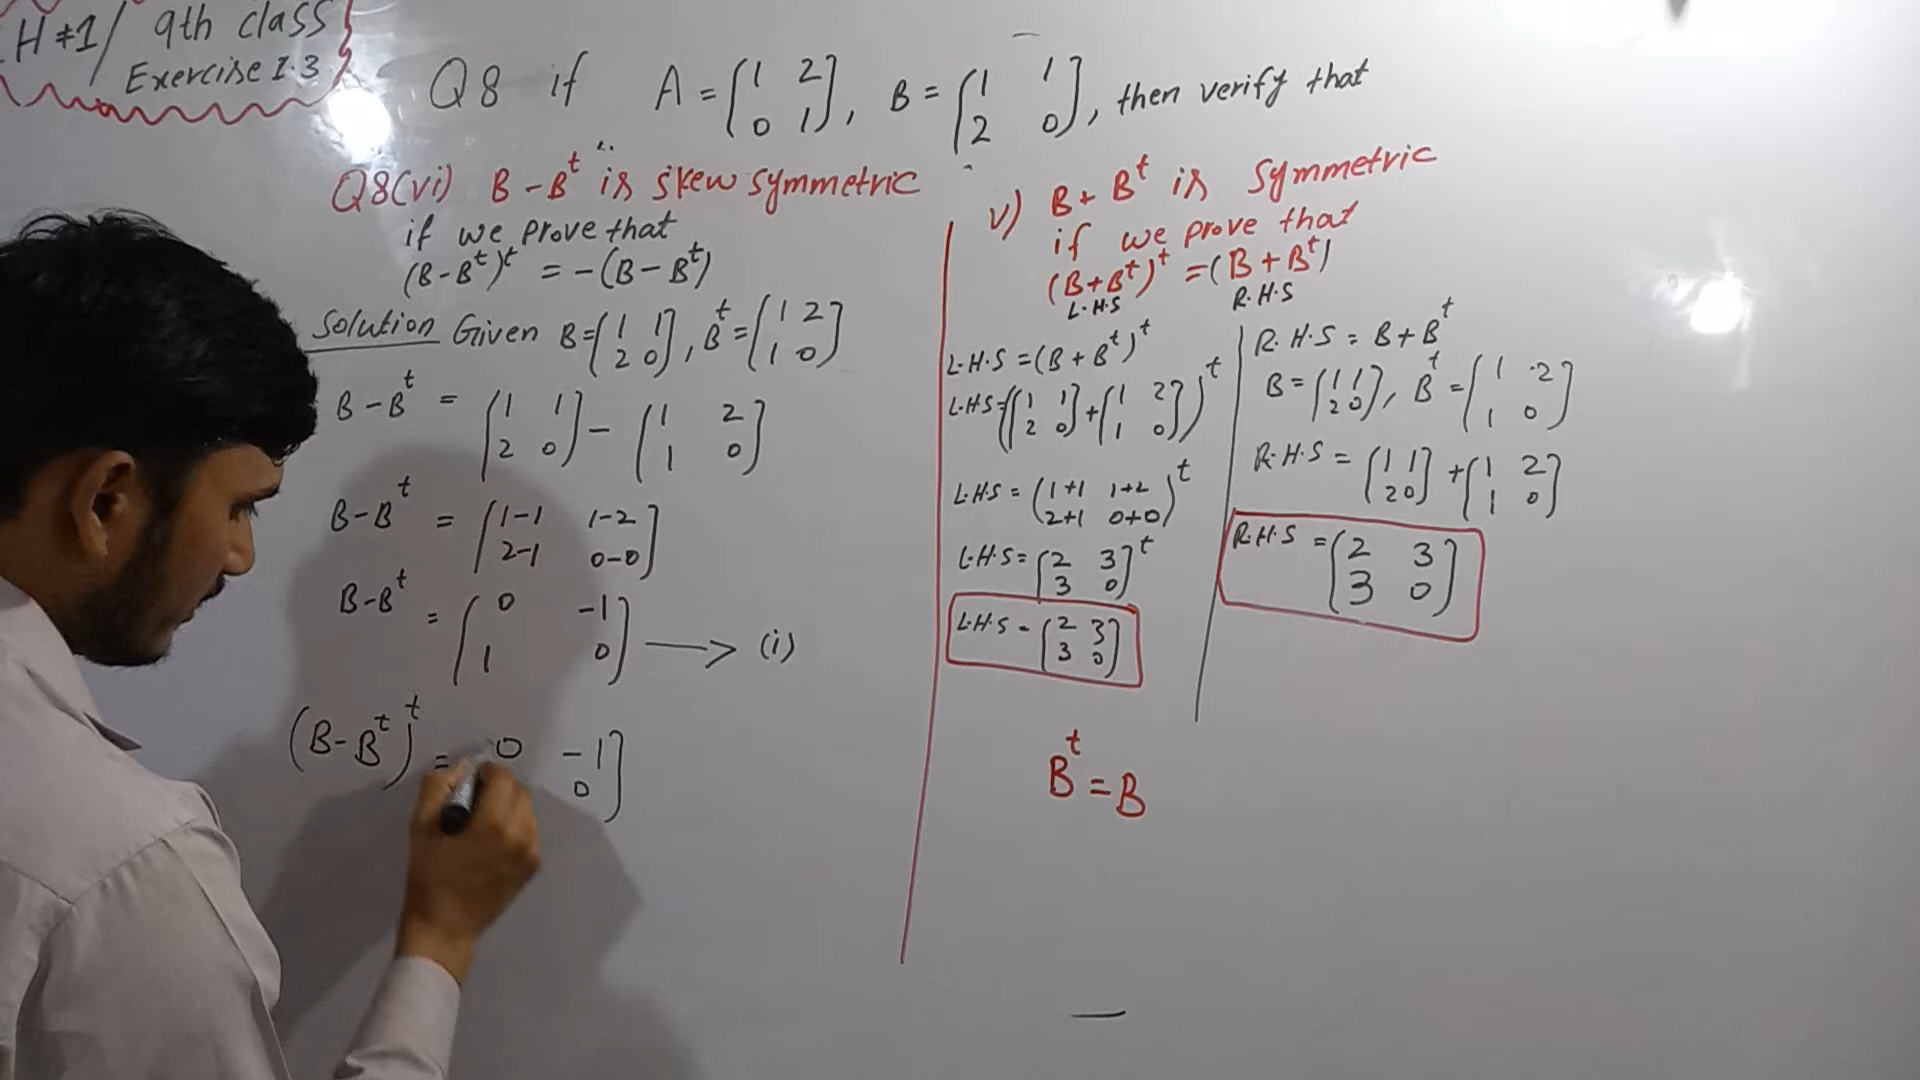 H#1/ 9th class
Exercise 1.3
Q8 if A = [1 2
0 1], B = [1 1
2 0], then verify that
Q8(vi) B - B^t is skew symmetric
if we prove that
(B - B^t)^t = -(B - B^t)
Solution Given B = [1 1
2 0], B^t = [1 2
1 0]
B - B^t = [1 1
2 0] - [1 2
1 0]
B - B^t = [1-1 1-2
2-1 0-0]
B - B^t = [0 -1
1 0] → (i)
(B - B^t)^t = 0 -1
0]
v) B + B^t is Symmetric
if we prove that
(B + B^t)^t = (B + B^t)
L.H.S R.H.S
L.H.S = (B + B^t)^t
L.H.S = ([1 1
2 0] + [1 2
1 0])^t
L.H.S = (1+1 1+2
2+1 0+0)^t
L.H.S = [2 3
3 0]^t
L.H.S = [2 3
3 0]
B^t = B
R.H.S = B + B^t
B = [1 1
2 0], B^t = [1 2
1 0]
R.H.S = [1 1
2 0] + [1 2
1 0]
R.H.S = [2 3
3 0]